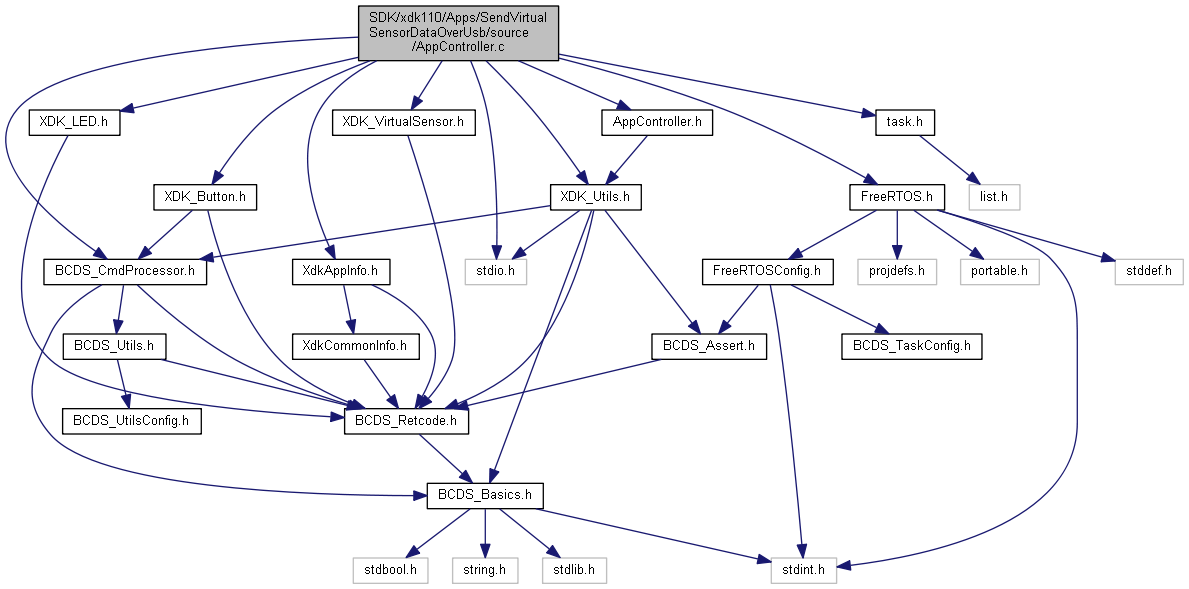 SDK/xdk110/Apps/SendVirtual
SensorDataOverUsb/source
/AppController.c
XDK_LED.h
XDK_VirtualSensor.h
AppController.h
task.h
XDK_Button.h
XDK_Utils.h
FreeRTOS.h
list.h
BCDS_CmdProcessor.h
XdkAppInfo.h
stdio.h
FreeRTOSConfig.h
projdefs.h
portable.h
stddef.h
BCDS_Utils.h
XdkCommonInfo.h
BCDS_Assert.h
BCDS_TaskConfig.h
BCDS_UtilsConfig.h
BCDS_Retcode.h
BCDS_Basics.h
stdbool.h
string.h
stdlib.h
stdint.h